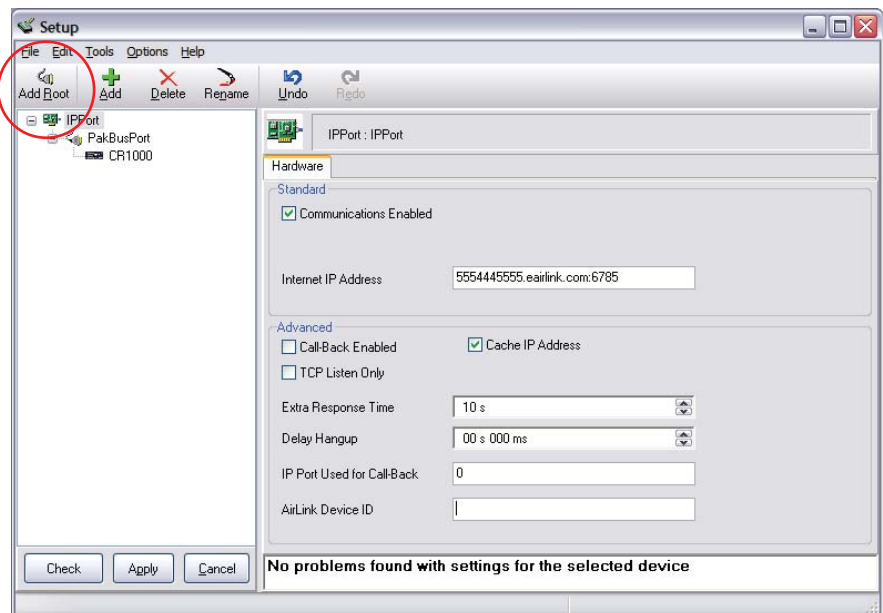 Setup
File Edit Tools Options Help
Add Root Add Delete Rename Undo Redo
IPPort
PakBusPort
CR1000
IPPort : IPPort
Hardware
Standard
Communications Enabled
Internet IP Address 5554445555.eairlink.com:6785
Advanced
Call-Back Enabled Cache IP Address
TCP Listen Only
Extra Response Time 10 s
Delay Hangup 00 s 000 ms
IP Port Used for Call-Back 0
AirLink Device ID
Check Apply Cancel
No problems found with settings for the selected device